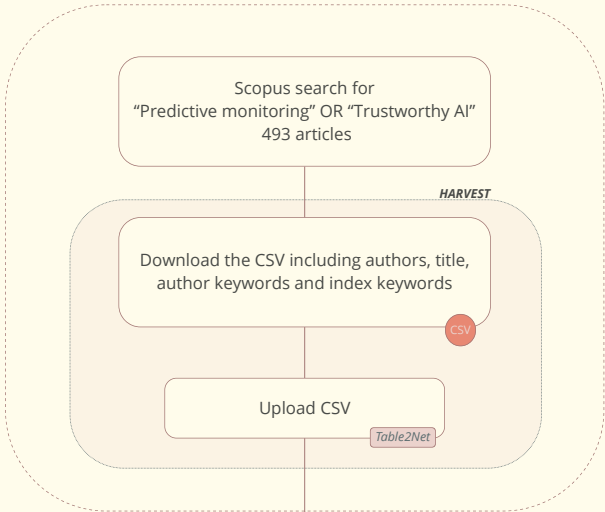 Scopus search for
“Predictive monitoring” OR “Trustworthy AI”
493 articles
HARVEST
Download the CSV including authors, title,
author keywords and index keywords
CSV
Upload CSV
Table2Net